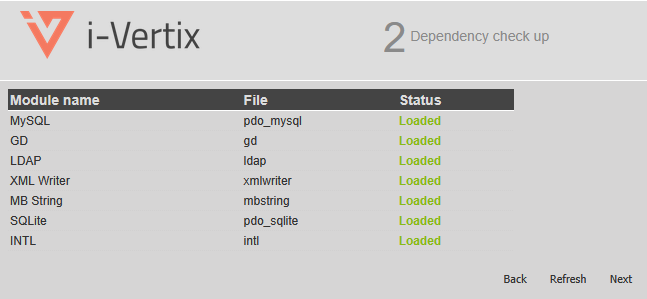 i-Vertix
2 Dependency check up
Module name File Status
MySQL pdo_mysql Loaded
GD gd Loaded
LDAP ldap Loaded
XML Writer xmlwriter Loaded
MB String mbstring Loaded
SQLite pdo_sqlite Loaded
INTL intl Loaded
Back Refresh Next